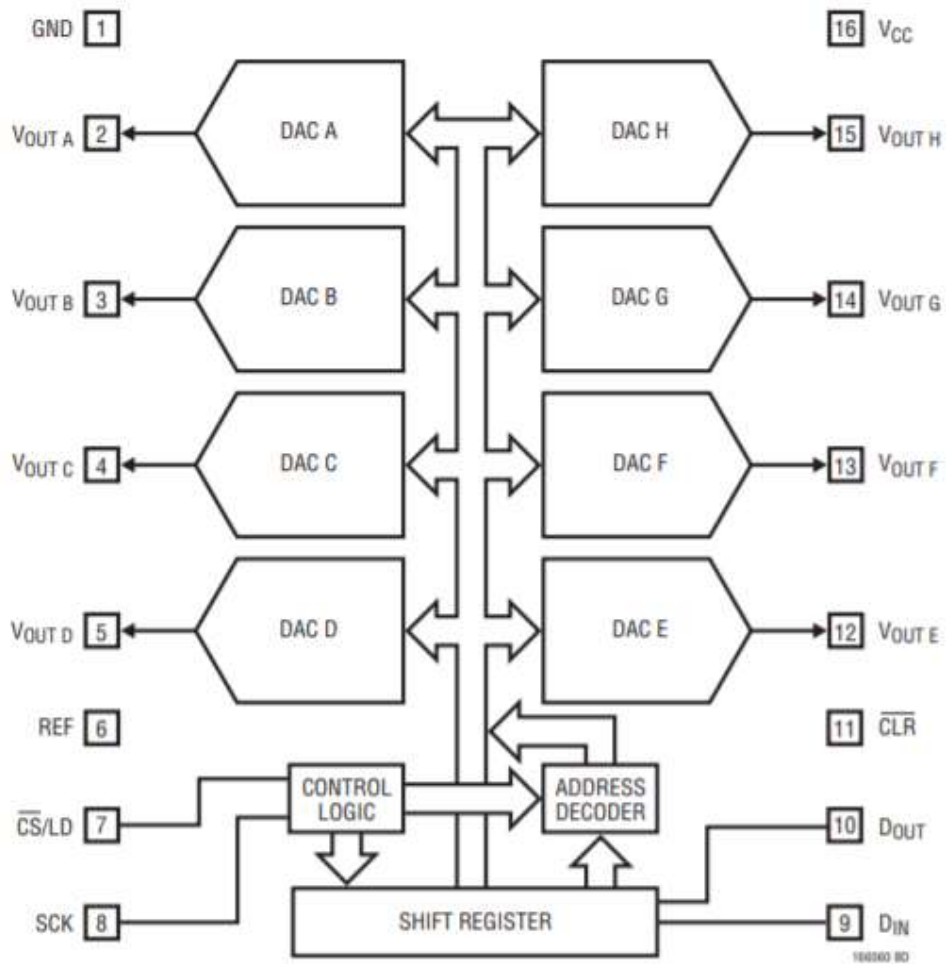 GND 1
16 VCC
VOUT A 2
DAC A
DAC H
15 VOUT H
VOUT B 3
DAC B
DAC G
14 VOUT G
VOUT C 4
DAC C
DAC F
13 VOUT F
VOUT D 5
DAC D
DAC E
12 VOUT E
REF 6
11 C̅L̅R̅
C̅S̅/LD 7
CONTROL
LOGIC
ADDRESS
DECODER
10 DOUT
SCK 8
SHIFT REGISTER
9 DIN